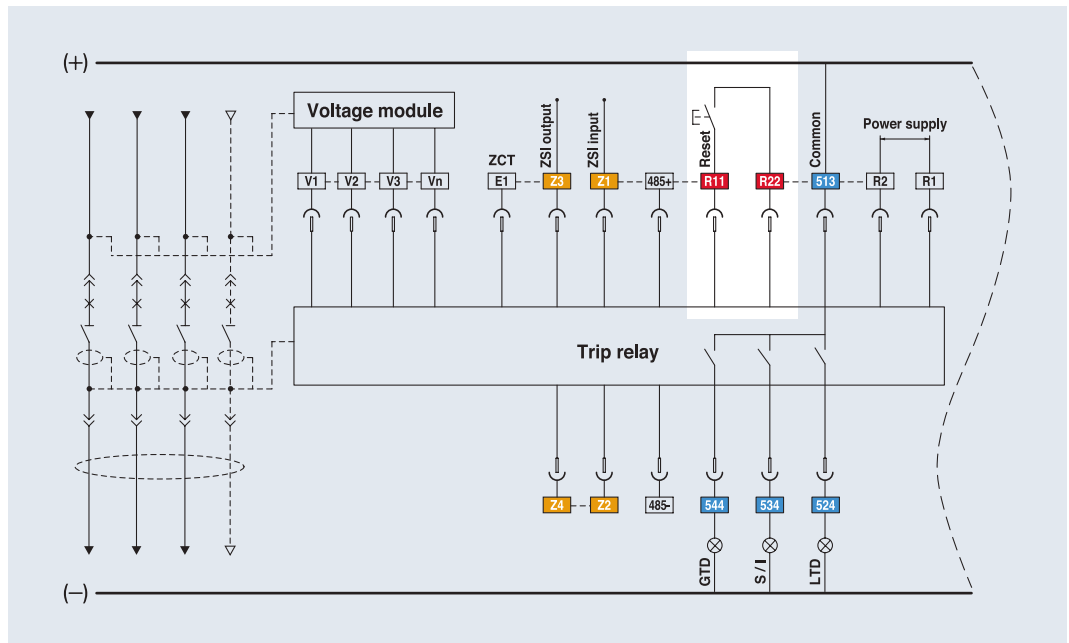 (+)
Voltage module
ZCT
ZSI output
ZSI input
Reset
Common
Power supply
V1 V2 V3 Vn E1 Z3 Z1 485+ R11 R22 513 R2 R1
Trip relay
Z4 Z2 485- 544 534 524
GTD
S / I
LTD
(—)